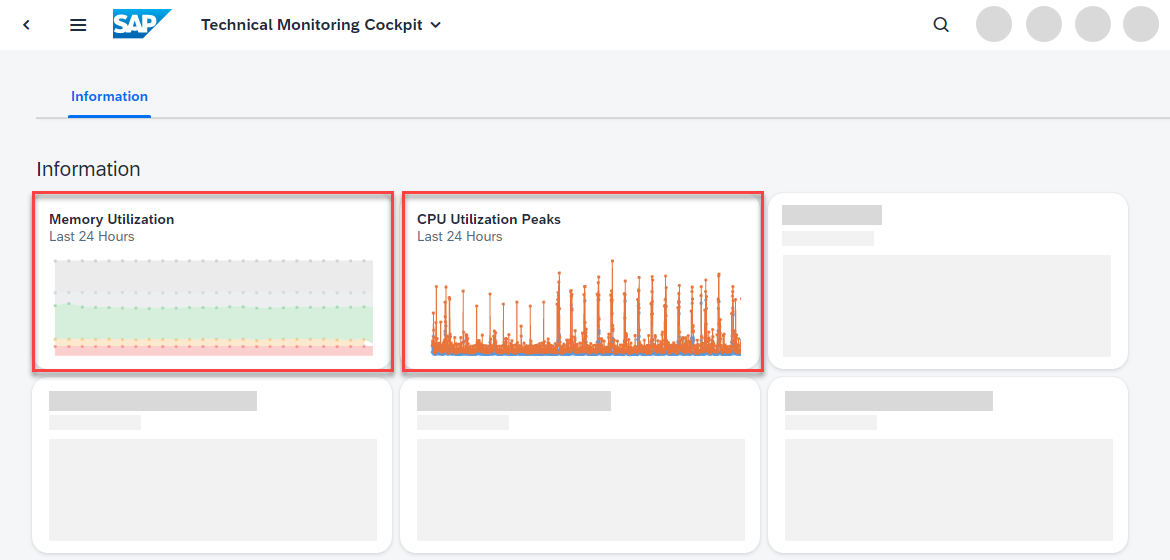 SAP
Technical Monitoring Cockpit
Information
Information
Memory Utilization
Last 24 Hours
CPU Utilization Peaks
Last 24 Hours